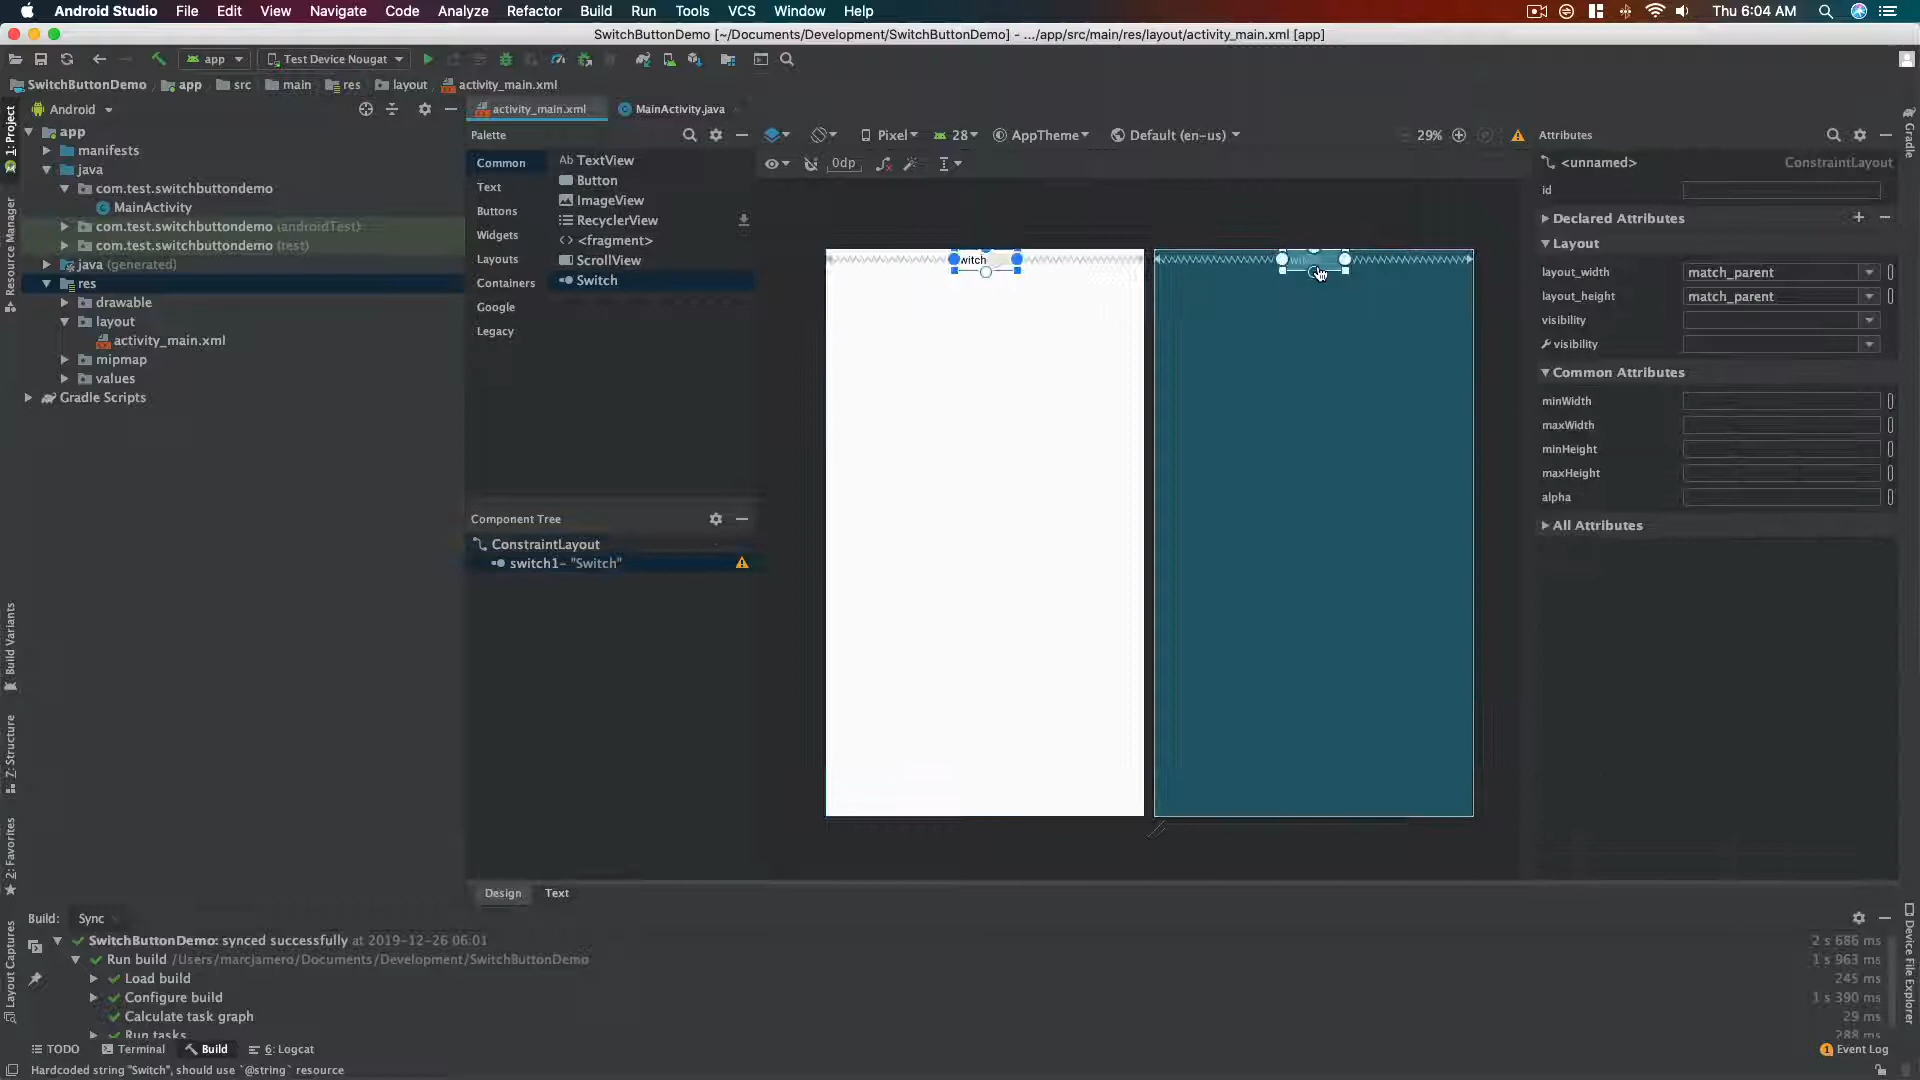 Android Studio File Edit View Navigate Code Analyze Refactor Build Run Tools VCS Window Help Thu 6:04 AM
SwitchButtonDemo [~/Documents/Development/SwitchButtonDemo] - .../app/src/main/res/layout/activity_main.xml [app]
app Test Device Nougat
SwitchButtonDemo app src main res layout activity_main.xml
Android
activity_main.xml MainActivity.java
1: Project
Resource Manager
Build Variants
Z: Structure
2: Favorites
Layout Captures
app
manifests
java
com.test.switchbuttondemo
MainActivity
com.test.switchbuttondemo (androidTest)
com.test.switchbuttondemo (test)
java (generated)
res
drawable
layout
activity_main.xml
mipmap
values
Gradle Scripts
Palette
Common
Text
Buttons
Widgets
Layouts
Containers
Google
Legacy
Ab TextView
Button
ImageView
RecyclerView
<> <fragment>
ScrollView
Switch
Component Tree
ConstraintLayout
switch1- "Switch"
Pixel 28 AppTheme Default (en-us) 29%
0dp
witch
Design Text
Attributes
<unnamed> ConstraintLayout
id
Declared Attributes
Layout
layout_width match_parent
layout_height match_parent
visibility
visibility
Common Attributes
minWidth
maxWidth
minHeight
maxHeight
alpha
All Attributes
Gradle
Device File Explorer
Build: Sync
SwitchButtonDemo: synced successfully at 2019-12-26 06:01 2 s 686 ms
Run build /Users/marcjamero/Documents/Development/SwitchButtonDemo 1 s 963 ms
Load build 245 ms
Configure build 1 s 390 ms
Calculate task graph 29 ms
Run tasks 288 ms
TODO Terminal Build 6: Logcat 1 Event Log
Hardcoded string "Switch", should use `@string` resource